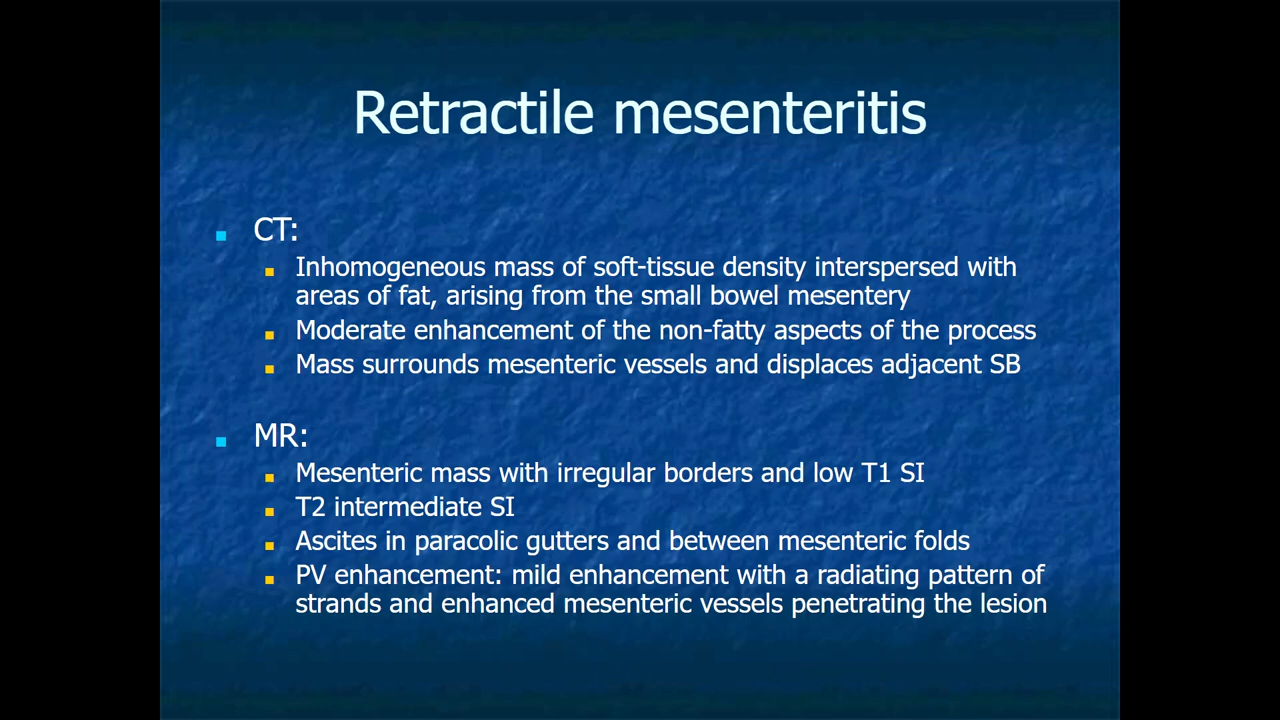 Retractile mesenteritis
CT:
Inhomogeneous mass of soft-tissue density interspersed with
areas of fat, arising from the small bowel mesentery
Moderate enhancement of the non-fatty aspects of the process
Mass surrounds mesenteric vessels and displaces adjacent SB
MR:
Mesenteric mass with irregular borders and low T1 SI
T2 intermediate SI
Ascites in paracolic gutters and between mesenteric folds
PV enhancement: mild enhancement with a radiating pattern of
strands and enhanced mesenteric vessels penetrating the lesion